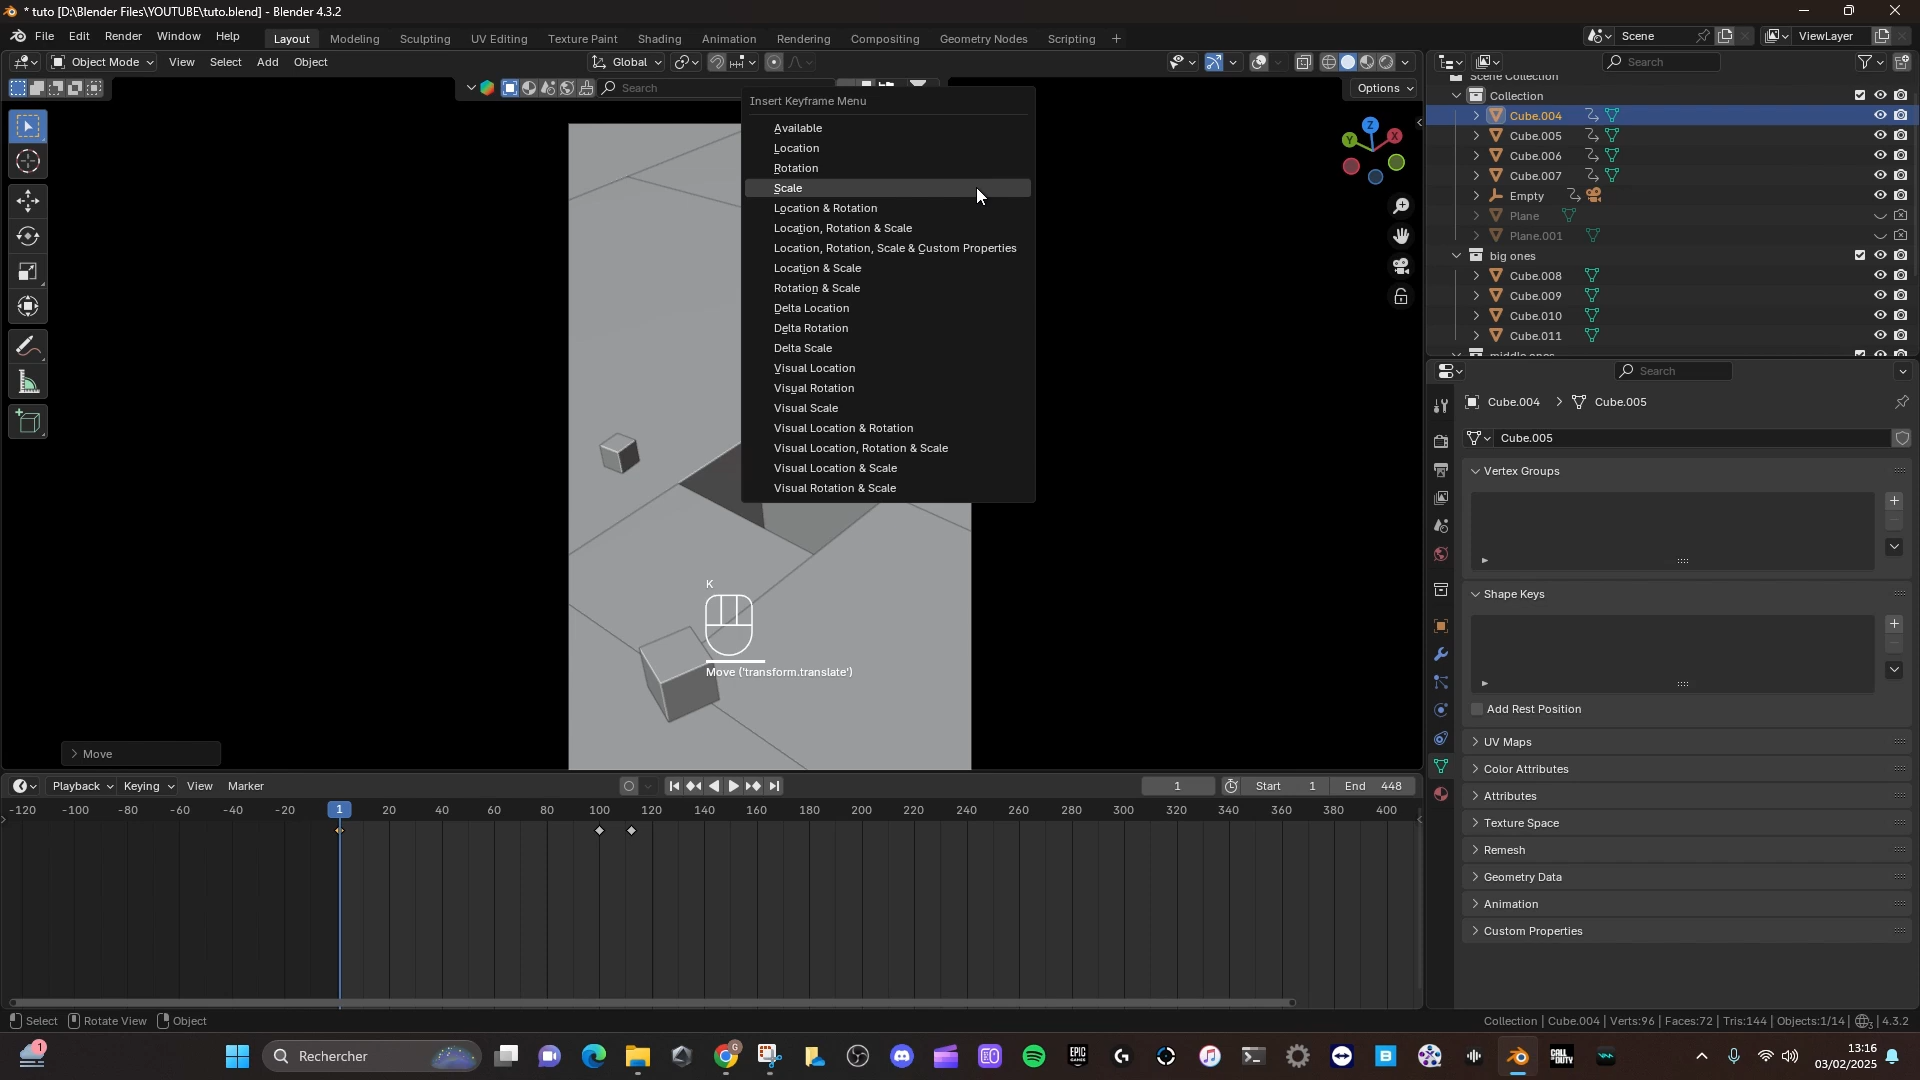 * tuto [D:\Blender Files\YOUTUBE\tuto.blend] - Blender 4.3.2
File Edit Render Window Help Layout Modeling Sculpting UV Editing Texture Paint Shading Animation Rendering Compositing Geometry Nodes Scripting + Scene ViewLayer
Object Mode View Select Add Object Global Search
Search Options
Insert Keyframe Menu
Available
Location
Rotation
Scale
Location & Rotation
Location, Rotation & Scale
Location, Rotation, Scale & Custom Properties
Location & Scale
Rotation & Scale
Delta Location
Delta Rotation
Delta Scale
Visual Location
Visual Rotation
Visual Scale
Visual Location & Rotation
Visual Location, Rotation & Scale
Visual Location & Scale
Visual Rotation & Scale
Z
Y
X
K
Move ('transform.translate')
Move
Scene Collection
Collection
Cube.004
Cube.005
Cube.006
Cube.007
Empty
Plane
Plane.001
big ones
Cube.008
Cube.009
Cube.010
Cube.011
middle ones
Search
Cube.004 > Cube.005
Cube.005
Vertex Groups
Shape Keys
Add Rest Position
UV Maps
Color Attributes
Attributes
Texture Space
Remesh
Geometry Data
Animation
Custom Properties
Playback Keying View Marker 1 Start 1 End 448
-120 -100 -80 -60 -40 -20 1 20 40 60 80 100 120 140 160 180 200 220 240 260 280 300 320 340 360 380 400
Select Rotate View Object Collection | Cube.004 | Verts:96 | Faces:72 | Tris:144 | Objects:1/14 | 3 | 4.3.2
1 Rechercher 13:16
03/02/2025